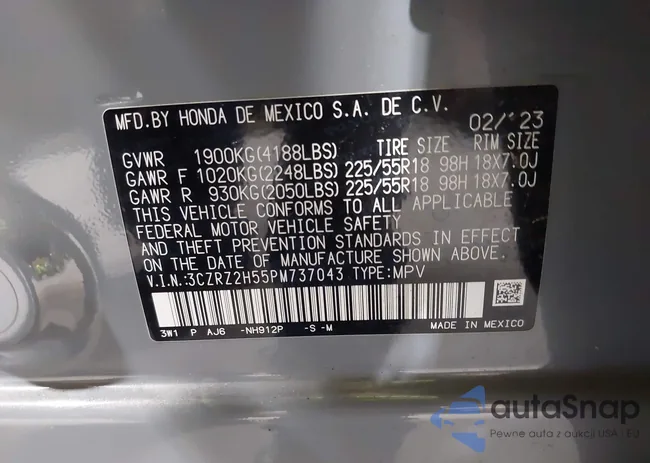 MFD.BY HONDA DE MEXICO S.A. DE C.V. 02/'23
GVWR 1900KG(4188LBS) TIRE SIZE RIM SIZE
GAWR F 1020KG(2248LBS) 225/55R18 98H 18X7.0J
GAWR R 930KG(2050LBS) 225/55R18 98H 18X7.0J
THIS VEHICLE CONFORMS TO ALL APPLICABLE
FEDERAL MOTOR VEHICLE SAFETY
AND THEFT PREVENTION STANDARDS IN EFFECT
ON THE DATE OF MANUFACTURE SHOWN ABOVE.
V.I.N.:3CZRZ2H55PM737043 TYPE:MPV
3W1 P AJ6 -NH912P -S -M MADE IN MEXICO
autaSnap
Pewne auta z aukcji USA i EU